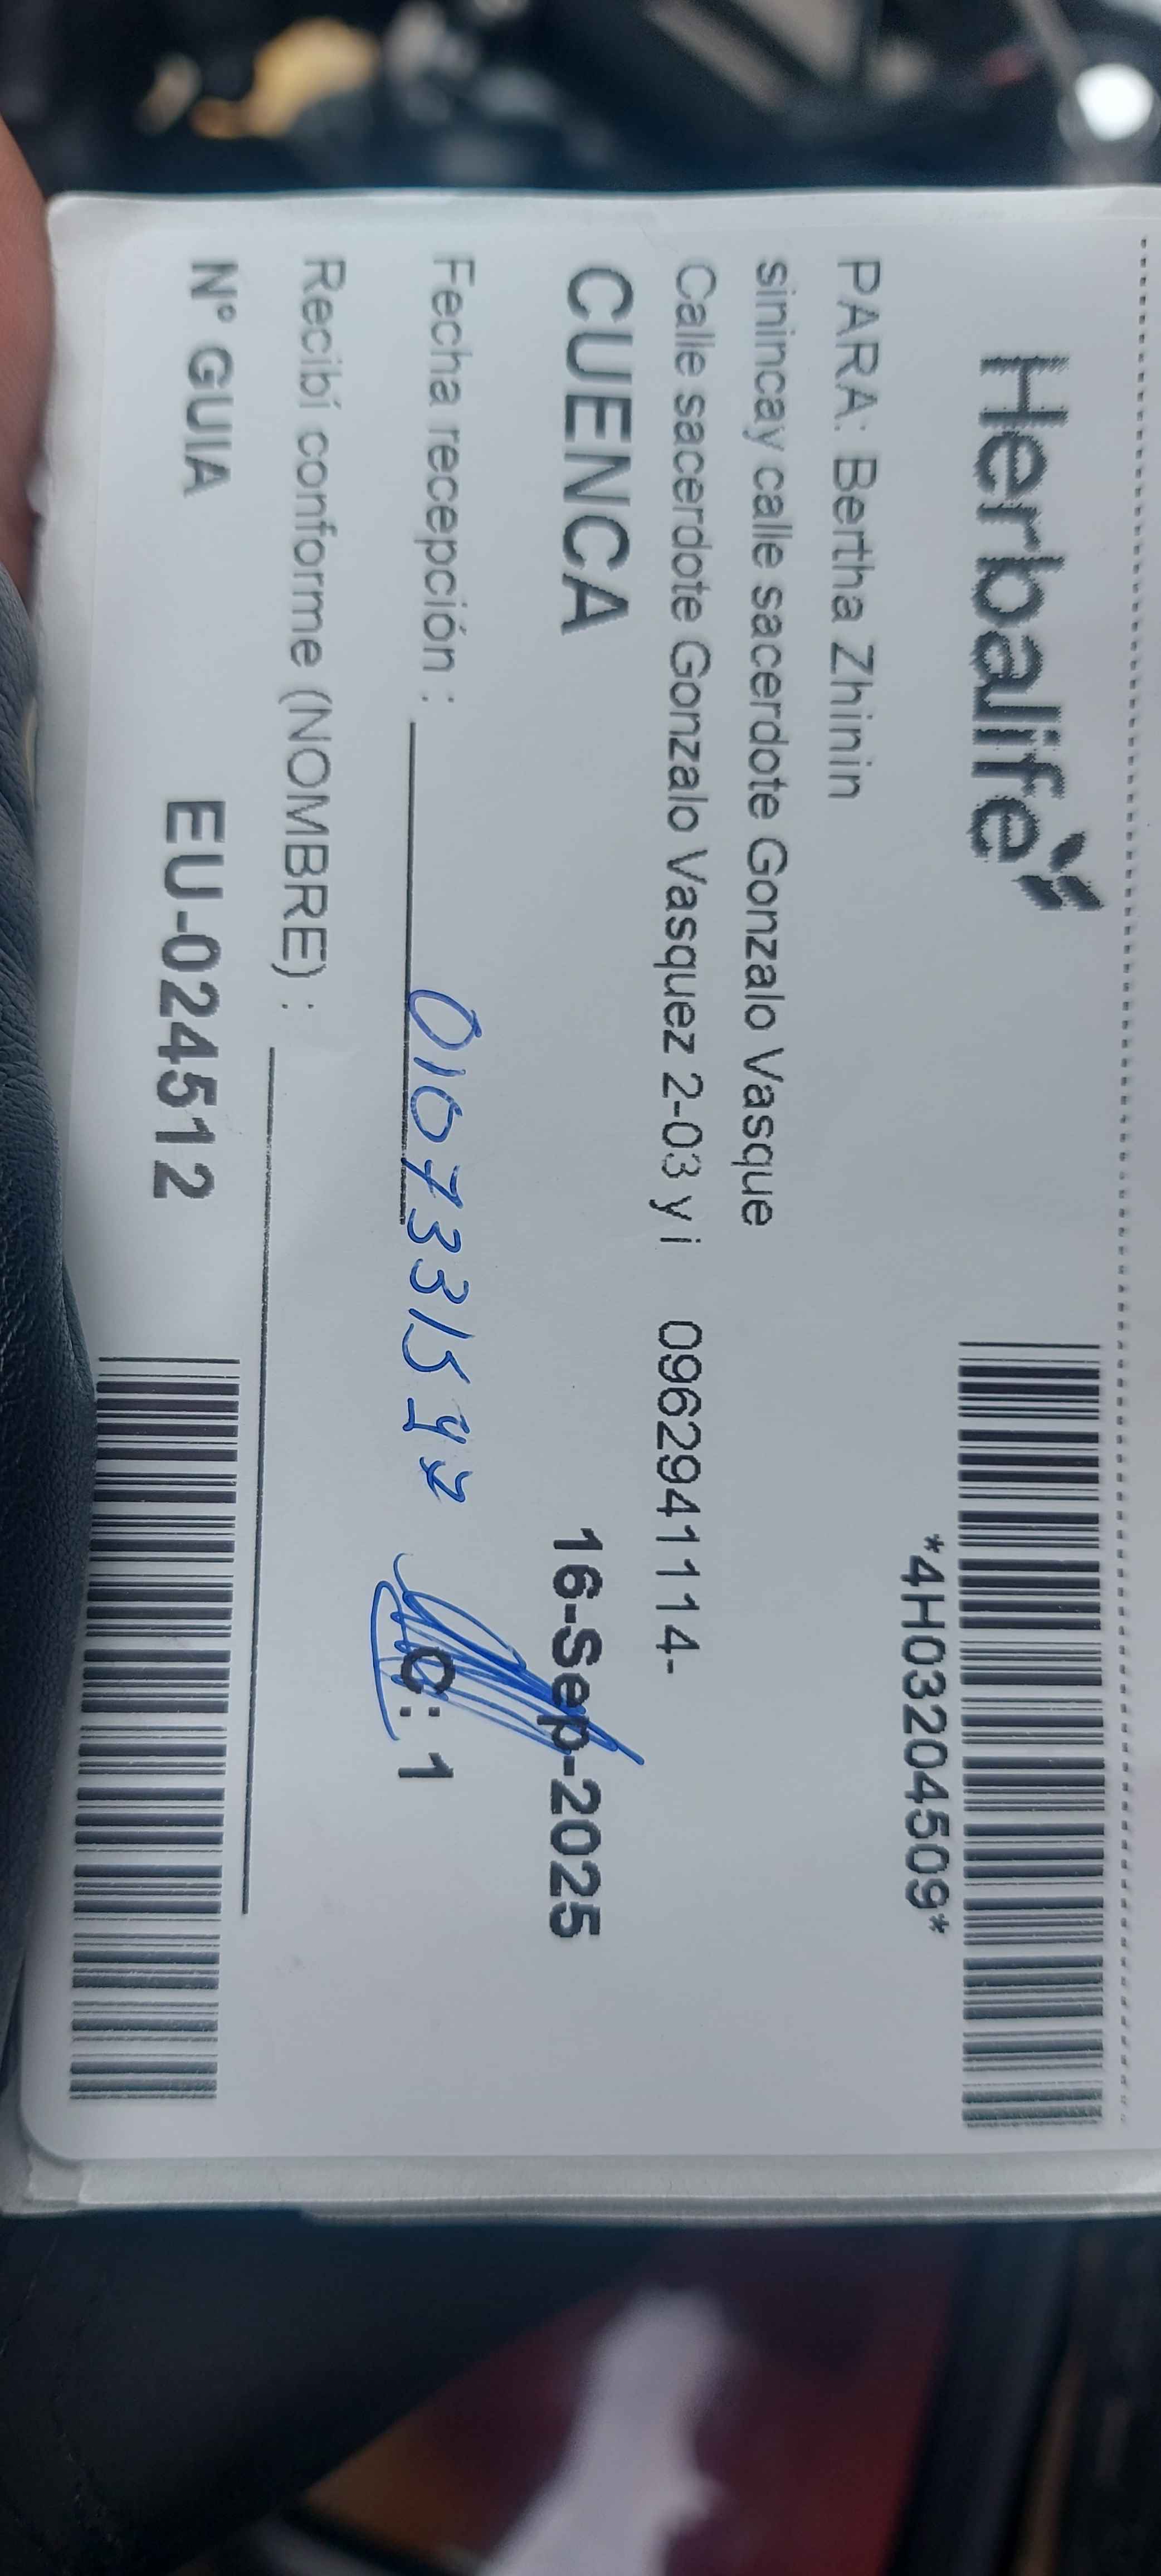 Herbalife
*4H03204509*
PARA: Bertha Zhinin
sinincay calle sacerdote Gonzalo Vasque
Calle sacerdote Gonzalo Vasquez 2-03 y i 0962941114-
CUENCA 16-Sep-2025
Fecha recepción : C: 1
Recibí conforme (NOMBRE) :
Nº GUIA EU-024512